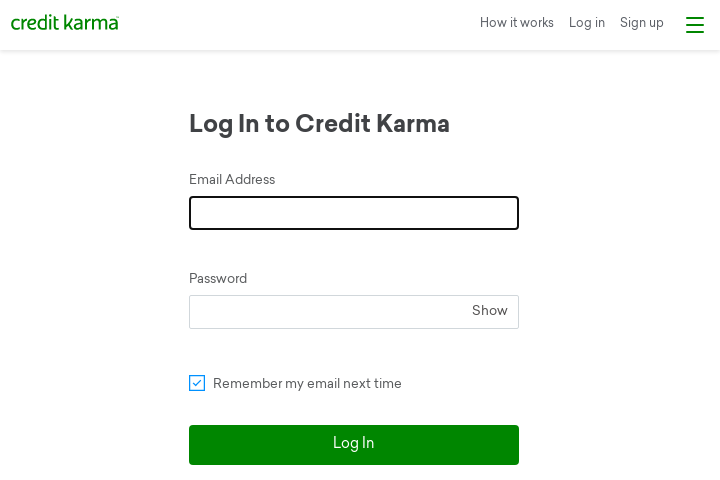 credit karma
How it works Log in Sign up
Log In to Credit Karma
Email Address
Password
Show
Remember my email next time
Log In